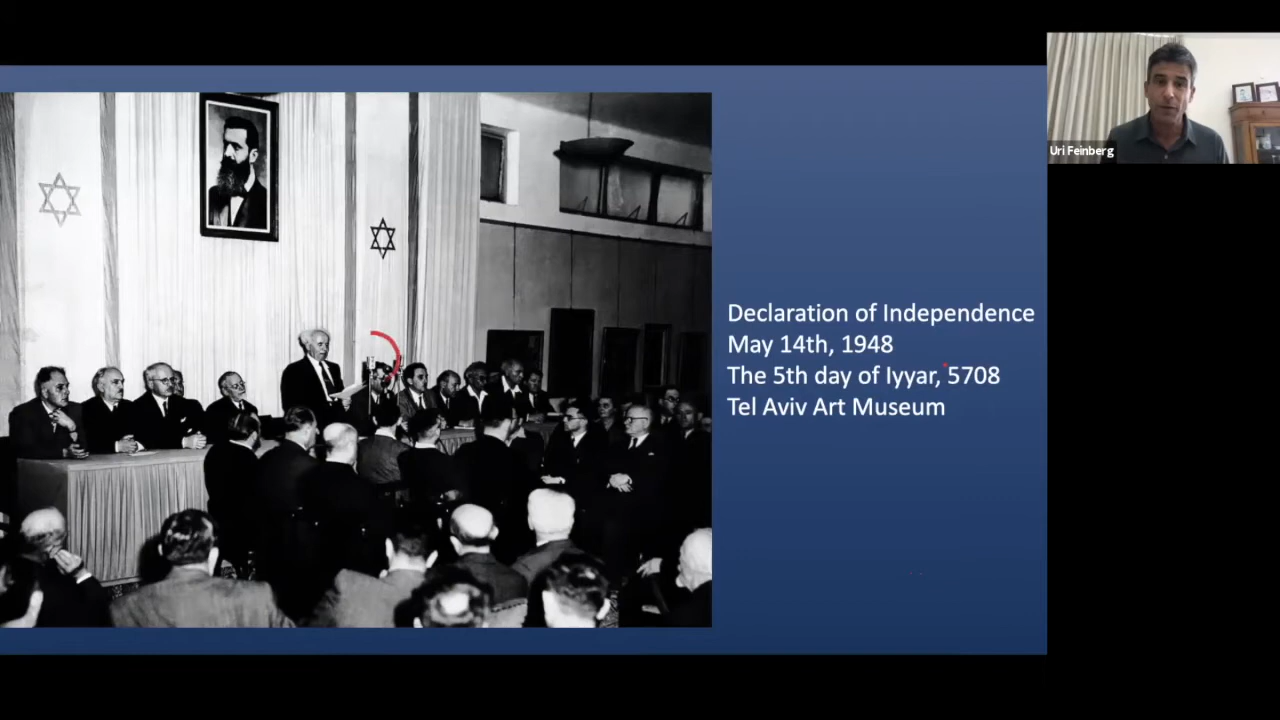 Uri Feinberg
Declaration of Independence
May 14th, 1948
The 5th day of Iyyar, 5708
Tel Aviv Art Museum